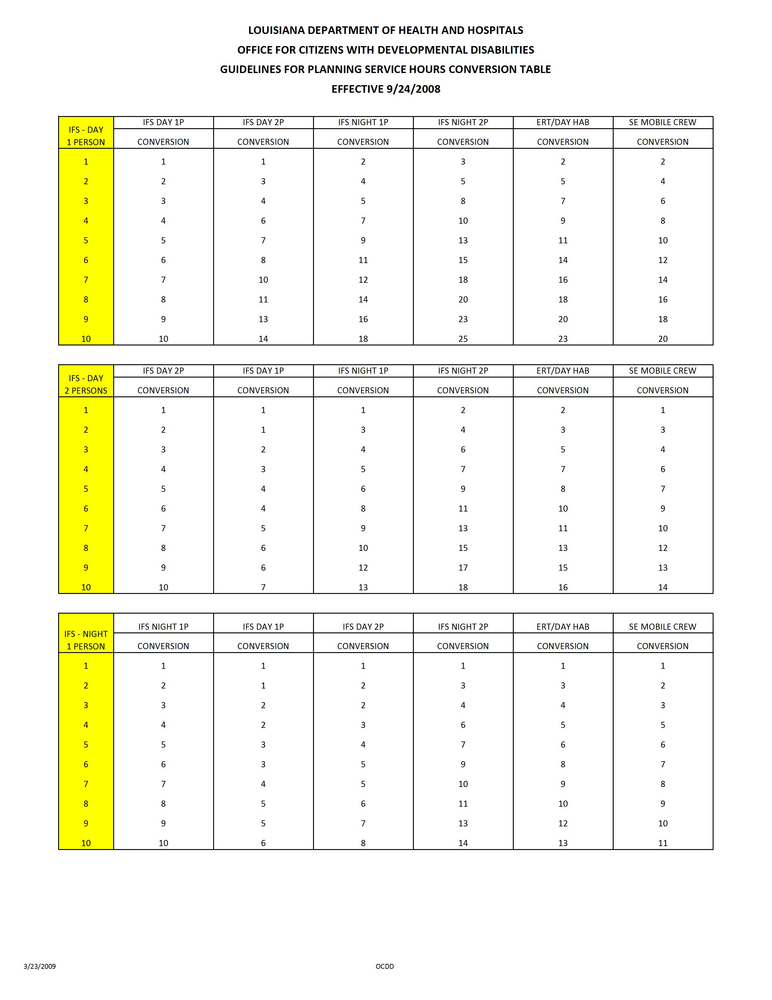 LOUISIANA DEPARTMENT OF HEALTH AND HOSPITALS
OFFICE FOR CITIZENS WITH DEVELOPMENTAL DISABILITIES
GUIDELINES FOR PLANNING SERVICE HOURS CONVERSION TABLE
EFFECTIVE 9/24/2008
IFS - DAY 1 PERSON IFS DAY 1P IFS DAY 2P IFS NIGHT 1P IFS NIGHT 2P ERT/DAY HAB SE MOBILE CREW
CONVERSION CONVERSION CONVERSION CONVERSION CONVERSION CONVERSION
1 1 1 2 3 2 2
2 2 3 4 5 5 4
3 3 4 5 8 7 6
4 4 6 7 10 9 8
5 5 7 9 13 11 10
6 6 8 11 15 14 12
7 7 10 12 18 16 14
8 8 11 14 20 18 16
9 9 13 16 23 20 18
10 10 14 18 25 23 20
IFS - DAY 2 PERSONS IFS DAY 2P IFS DAY 1P IFS NIGHT 1P IFS NIGHT 2P ERT/DAY HAB SE MOBILE CREW
CONVERSION CONVERSION CONVERSION CONVERSION CONVERSION CONVERSION
1 1 1 1 2 2 1
2 2 1 3 4 3 3
3 3 2 4 6 5 4
4 4 3 5 7 7 6
5 5 4 6 9 8 7
6 6 4 8 11 10 9
7 7 5 9 13 11 10
8 8 6 10 15 13 12
9 9 6 12 17 15 13
10 10 7 13 18 16 14
IFS - NIGHT 1 PERSON IFS NIGHT 1P IFS DAY 1P IFS DAY 2P IFS NIGHT 2P ERT/DAY HAB SE MOBILE CREW
CONVERSION CONVERSION CONVERSION CONVERSION CONVERSION CONVERSION
1 1 1 1 1 1 1
2 2 1 2 3 3 2
3 3 2 2 4 4 3
4 4 2 3 6 5 5
5 5 3 4 7 6 6
6 6 3 5 9 8 7
7 7 4 5 10 9 8
8 8 5 6 11 10 9
9 9 5 7 13 12 10
10 10 6 8 14 13 11
3/23/2009 OCDD